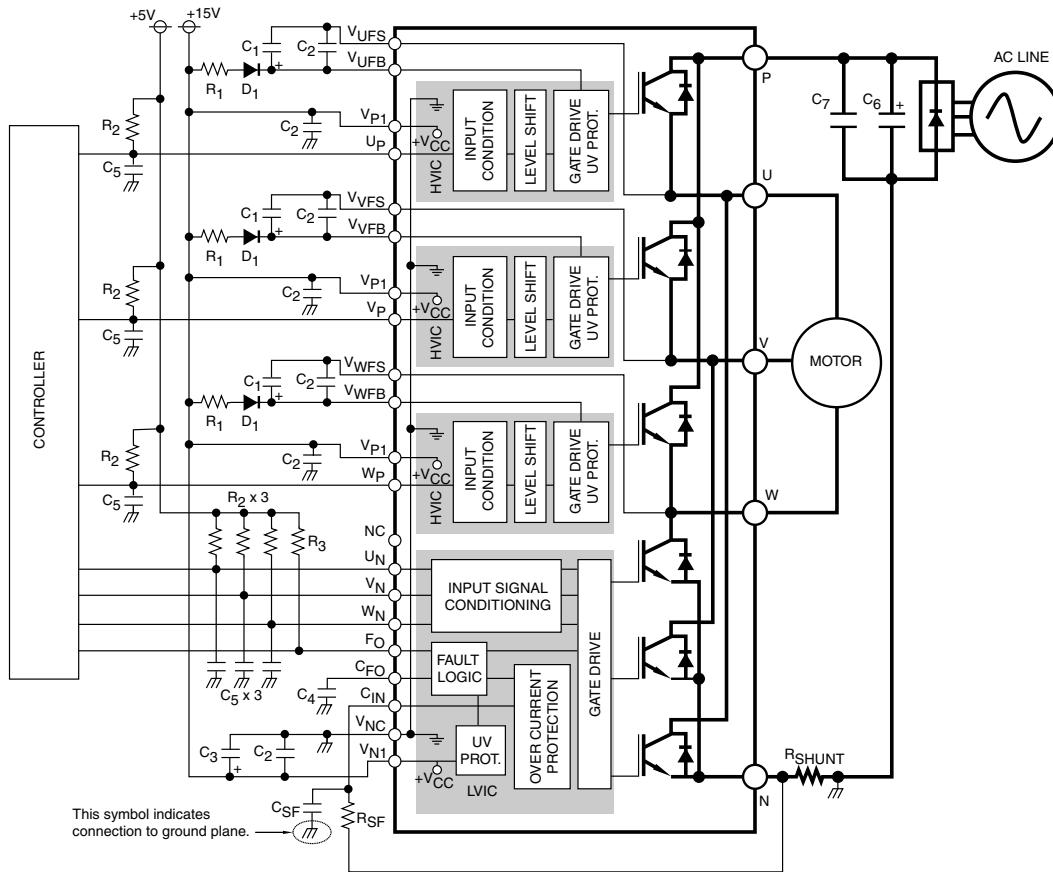 +5V
+15V
C1
+
C2
VUFS
VUFB
R1
D1
C2
VP1
UP
R2
C5
+VCC
HVIC
INPUT CONDITION
LEVEL SHIFT
GATE DRIVE UV PROT.
P
C7
C6
+
AC LINE
U
C1
+
C2
VVFS
VVFB
R1
D1
C2
VP1
VP
R2
C5
+VCC
HVIC
INPUT CONDITION
LEVEL SHIFT
GATE DRIVE UV PROT.
V
MOTOR
CONTROLLER
C1
+
C2
VWFS
VWFB
R1
D1
C2
VP1
WP
R2
C5
+VCC
HVIC
INPUT CONDITION
LEVEL SHIFT
GATE DRIVE UV PROT.
W
R2 x 3
R3
NC
UN
VN
WN
FO
CFO
CIN
VNC
VN1
C5 x 3
C4
C3
+
C2
INPUT SIGNAL
CONDITIONING
FAULT
LOGIC
UV
PROT.
+VCC
LVIC
OVER CURRENT PROTECTION
GATE DRIVE
RSHUNT
N
CSF
RSF
This symbol indicates
connection to ground plane.